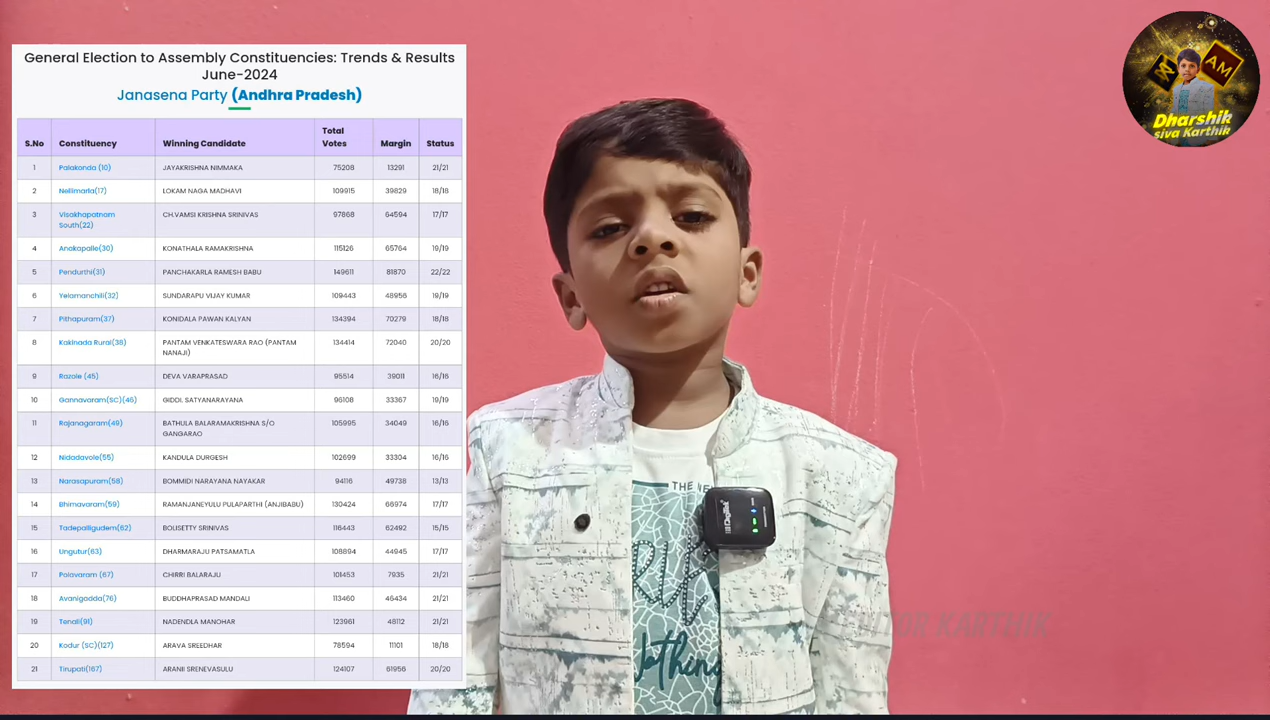 General Election to Assembly Constituencies: Trends & Results
June-2024
Janasena Party (Andhra Pradesh)
S.No Constituency Winning Candidate Total Votes Margin Status
1 Palakonda (10) JAYAKRISHNA NIMMAKA 75208 13291 21/21
2 Nellimarla(17) LOKAM NAGA MADHAVI 109915 39829 18/18
3 Visakhapatnam South(22) CH.VAMSI KRISHNA SRINIVAS 97868 64594 17/17
4 Anakapalle(30) KONATHALA RAMAKRISHNA 115126 65764 19/19
5 Pendurthi(31) PANCHAKARLA RAMESH BABU 149611 81870 22/22
6 Yelamanchili(32) SUNDARAPU VIJAY KUMAR 109443 48956 19/19
7 Pithapuram(37) KONIDALA PAWAN KALYAN 134394 70279 18/18
8 Kakinada Rural(38) PANTAM VENKATESWARA RAO (PANTAM NANAJI) 134414 72040 20/20
9 Razole (45) DEVA VARAPRASAD 95514 39011 16/16
10 Gannavaram(SC)(46) GIDDI. SATYANARAYANA 96108 33367 19/19
11 Rajanagaram(49) BATHULA BALARAMAKRISHNA S/O GANGARAO 105995 34049 16/16
12 Nidadavole(55) KANDULA DURGESH 102699 33304 16/16
13 Narasapuram(58) BOMMIDI NARAYANA NAYAKAR 94116 49738 13/13
14 Bhimavaram(59) RAMANJANEYULU PULAPARTHI (ANJIBABU) 130424 66974 17/17
15 Tadepalligudem(62) BOLISETTY SRINIVAS 116443 62492 15/15
16 Ungutur(63) DHARMARAJU PATSAMATLA 108894 44945 17/17
17 Polavaram (67) CHIRRI BALARAJU 101453 7935 21/21
18 Avanigadda(76) BUDDHAPRASAD MANDALI 113460 46434 21/21
19 Tenali(91) NADENDLA MANOHAR 123961 48112 21/21
20 Kodur (SC)(127) ARAVA SREEDHAR 78594 11101 18/18
21 Tirupati(167) ARANII SRENEVASULU 124107 61956 20/20
AM
Dharshik
siva Karthik
THE NE
Digitek
KARTHIK